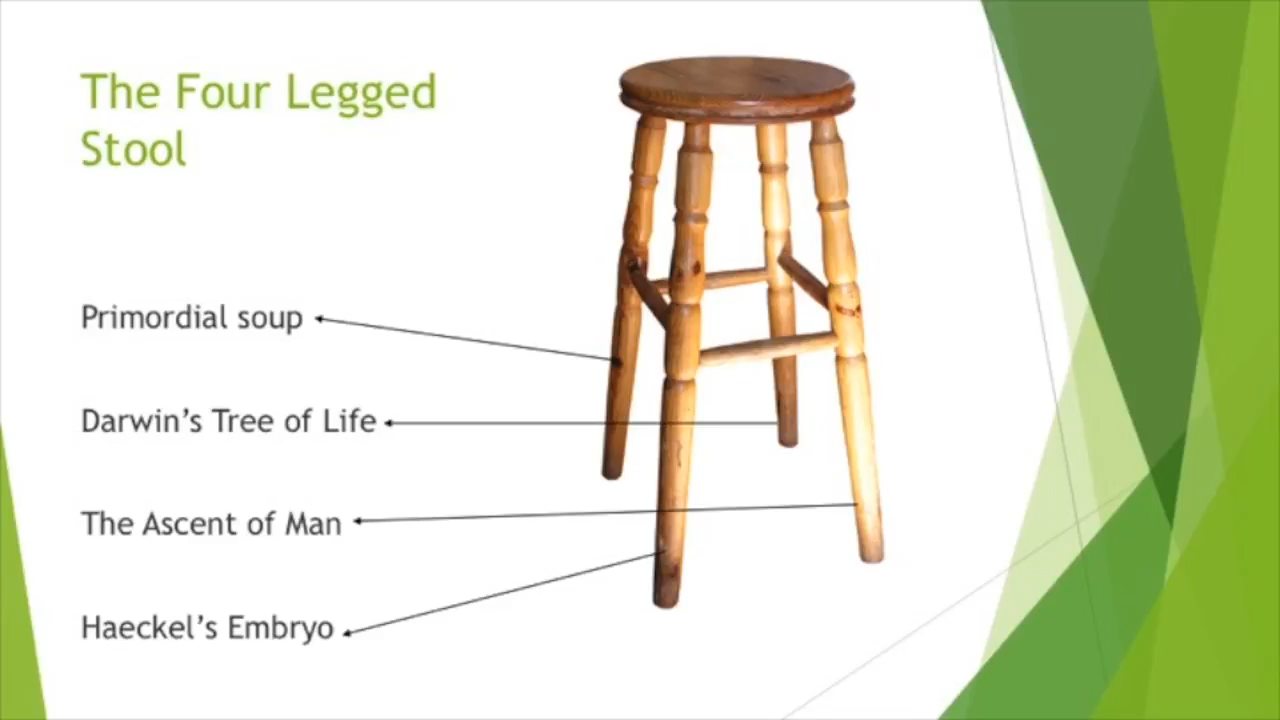 The Four Legged
Stool
Primordial soup
Darwin’s Tree of Life
The Ascent of Man
Haeckel’s Embryo